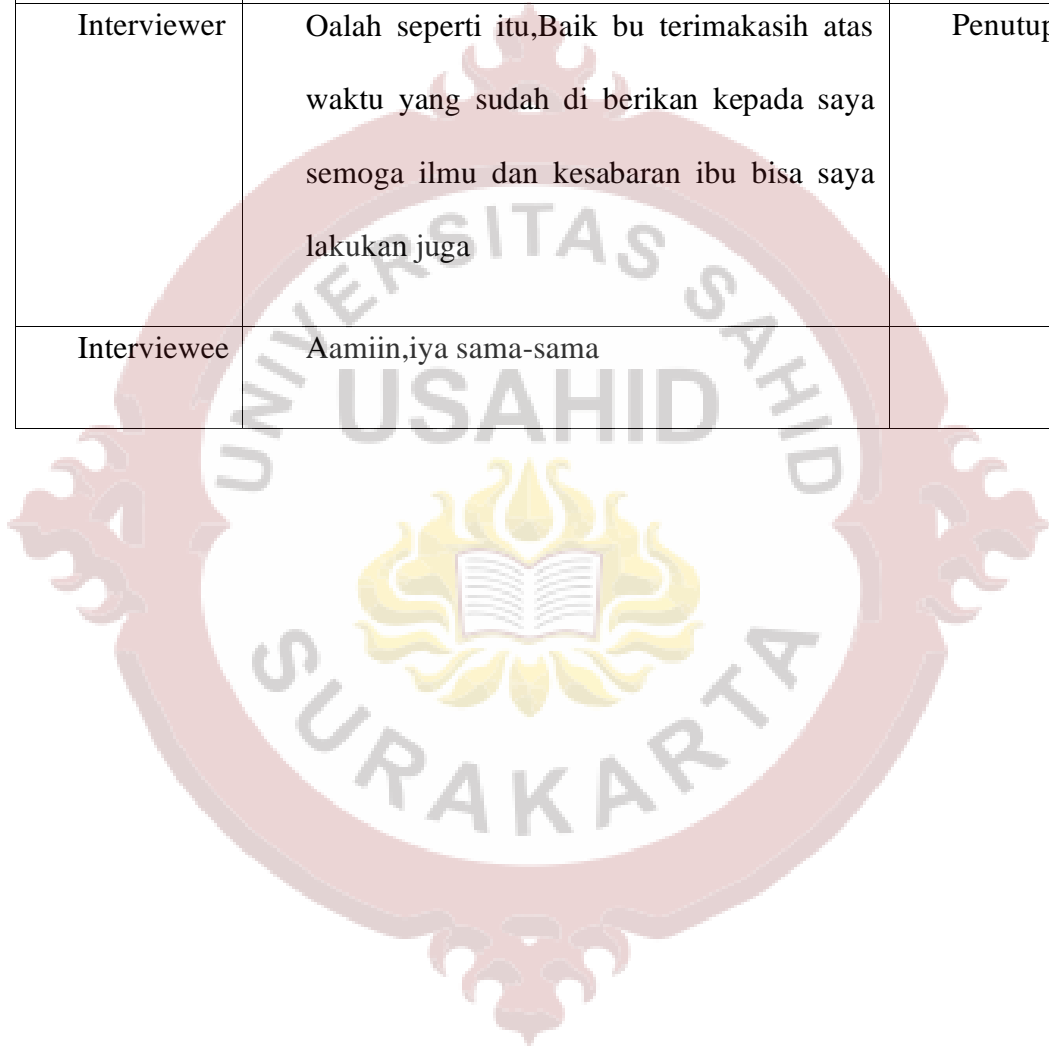 Interviewer Oalah seperti itu,Baik bu terimakasih atas Penutup
waktu yang sudah di berikan kepada saya
semoga ilmu dan kesabaran ibu bisa saya
lakukan juga
Interviewee Aamiin,iya sama-sama
UNIVERSITAS SAHID
USAHID
SURAKARTA